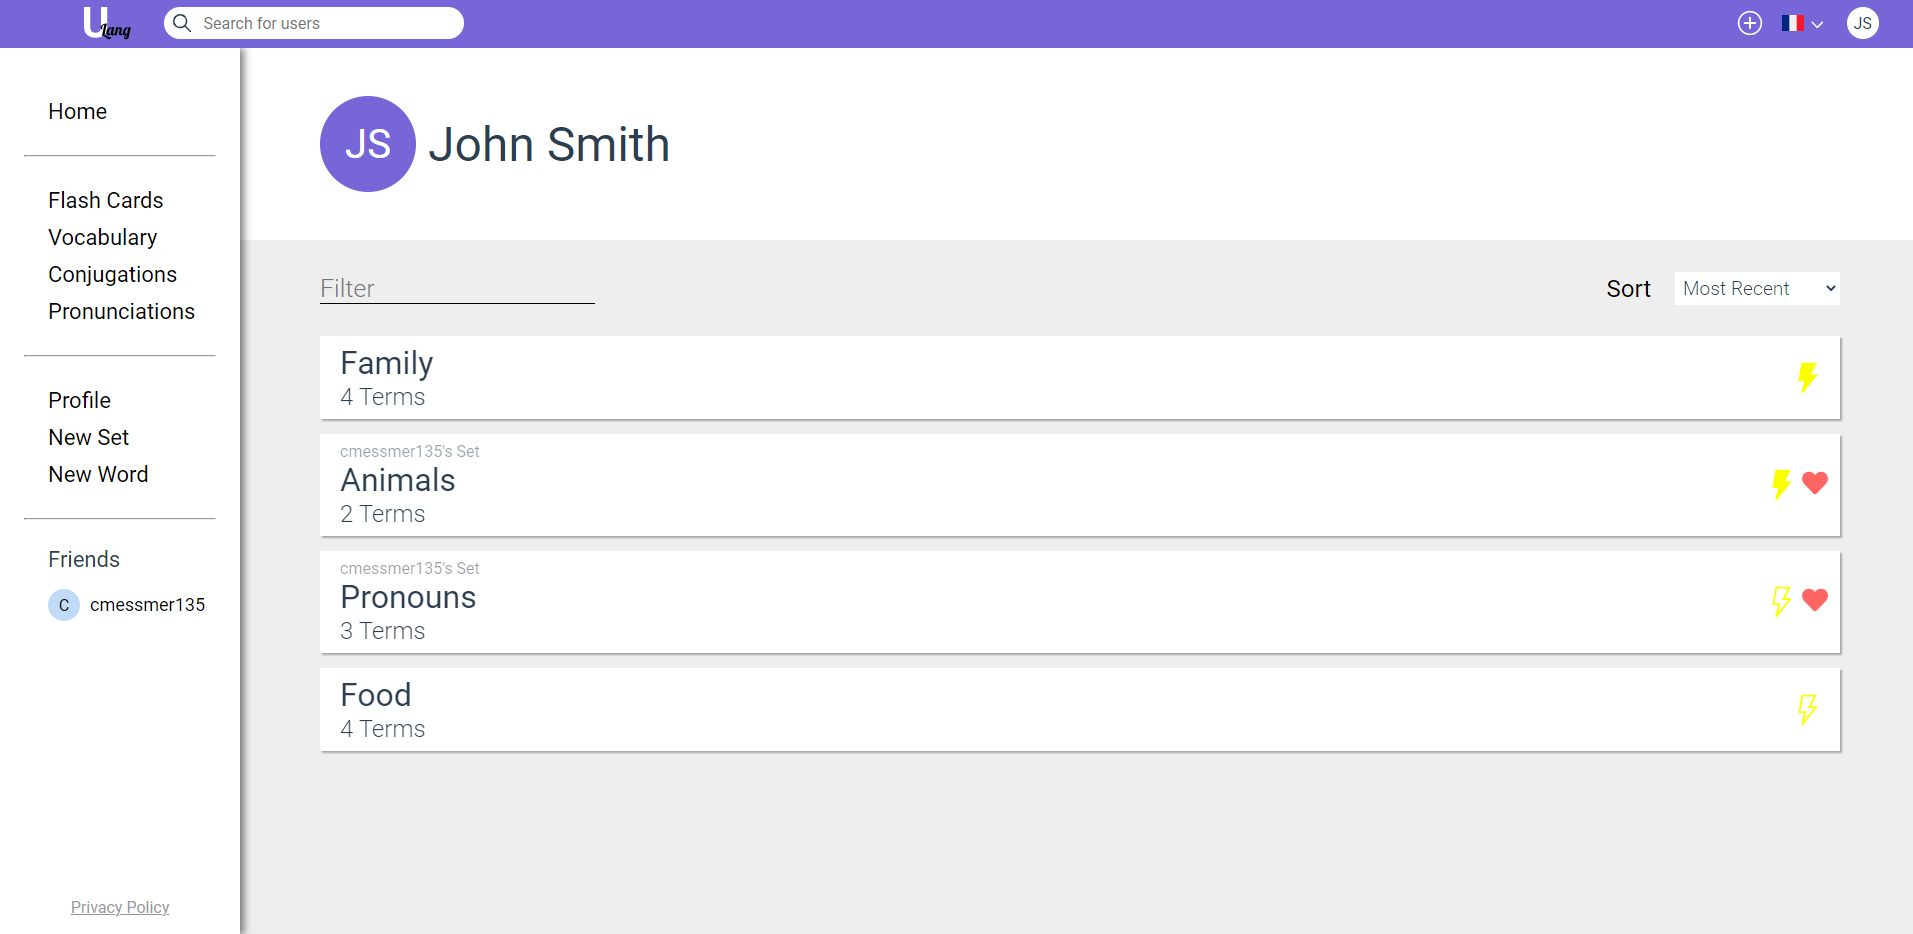 ULang
Search for users
JS
Home
Flash Cards
Vocabulary
Conjugations
Pronunciations
Profile
New Set
New Word
Friends
C cmessmer135
Privacy Policy
JS John Smith
Filter
Sort Most Recent
Family
4 Terms
cmessmer135's Set
Animals
2 Terms
cmessmer135's Set
Pronouns
3 Terms
Food
4 Terms